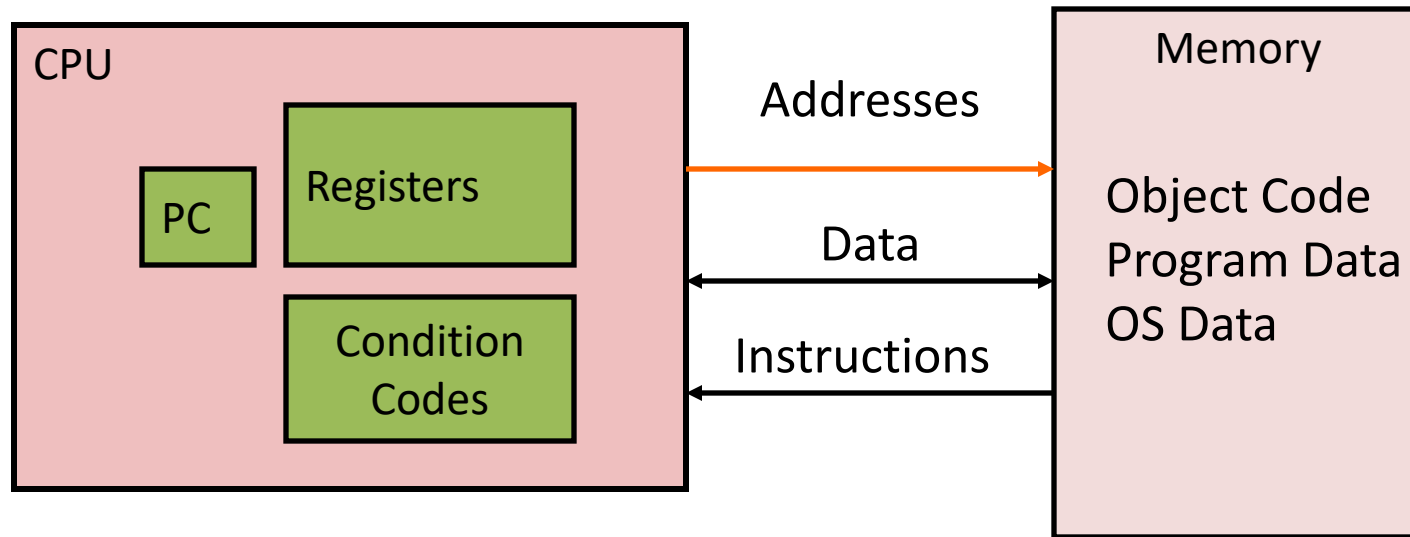 CPU
PC
Registers
Condition
Codes
Addresses
Data
Instructions
Memory
Object Code
Program Data
OS Data